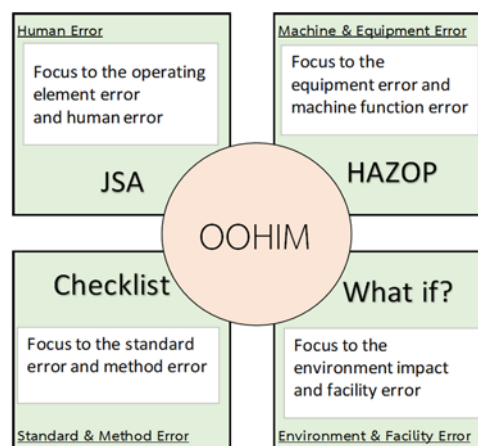 Human Error
Focus to the operating
element error
and human error
JSA
Machine & Equipment Error
Focus to the
equipment error and
machine function error
HAZOP
OOHIM
Checklist
Focus to the standard
error and method error
Standard & Method Error
What if?
Focus to the
environment impact
and facility error
Environment & Facility Error